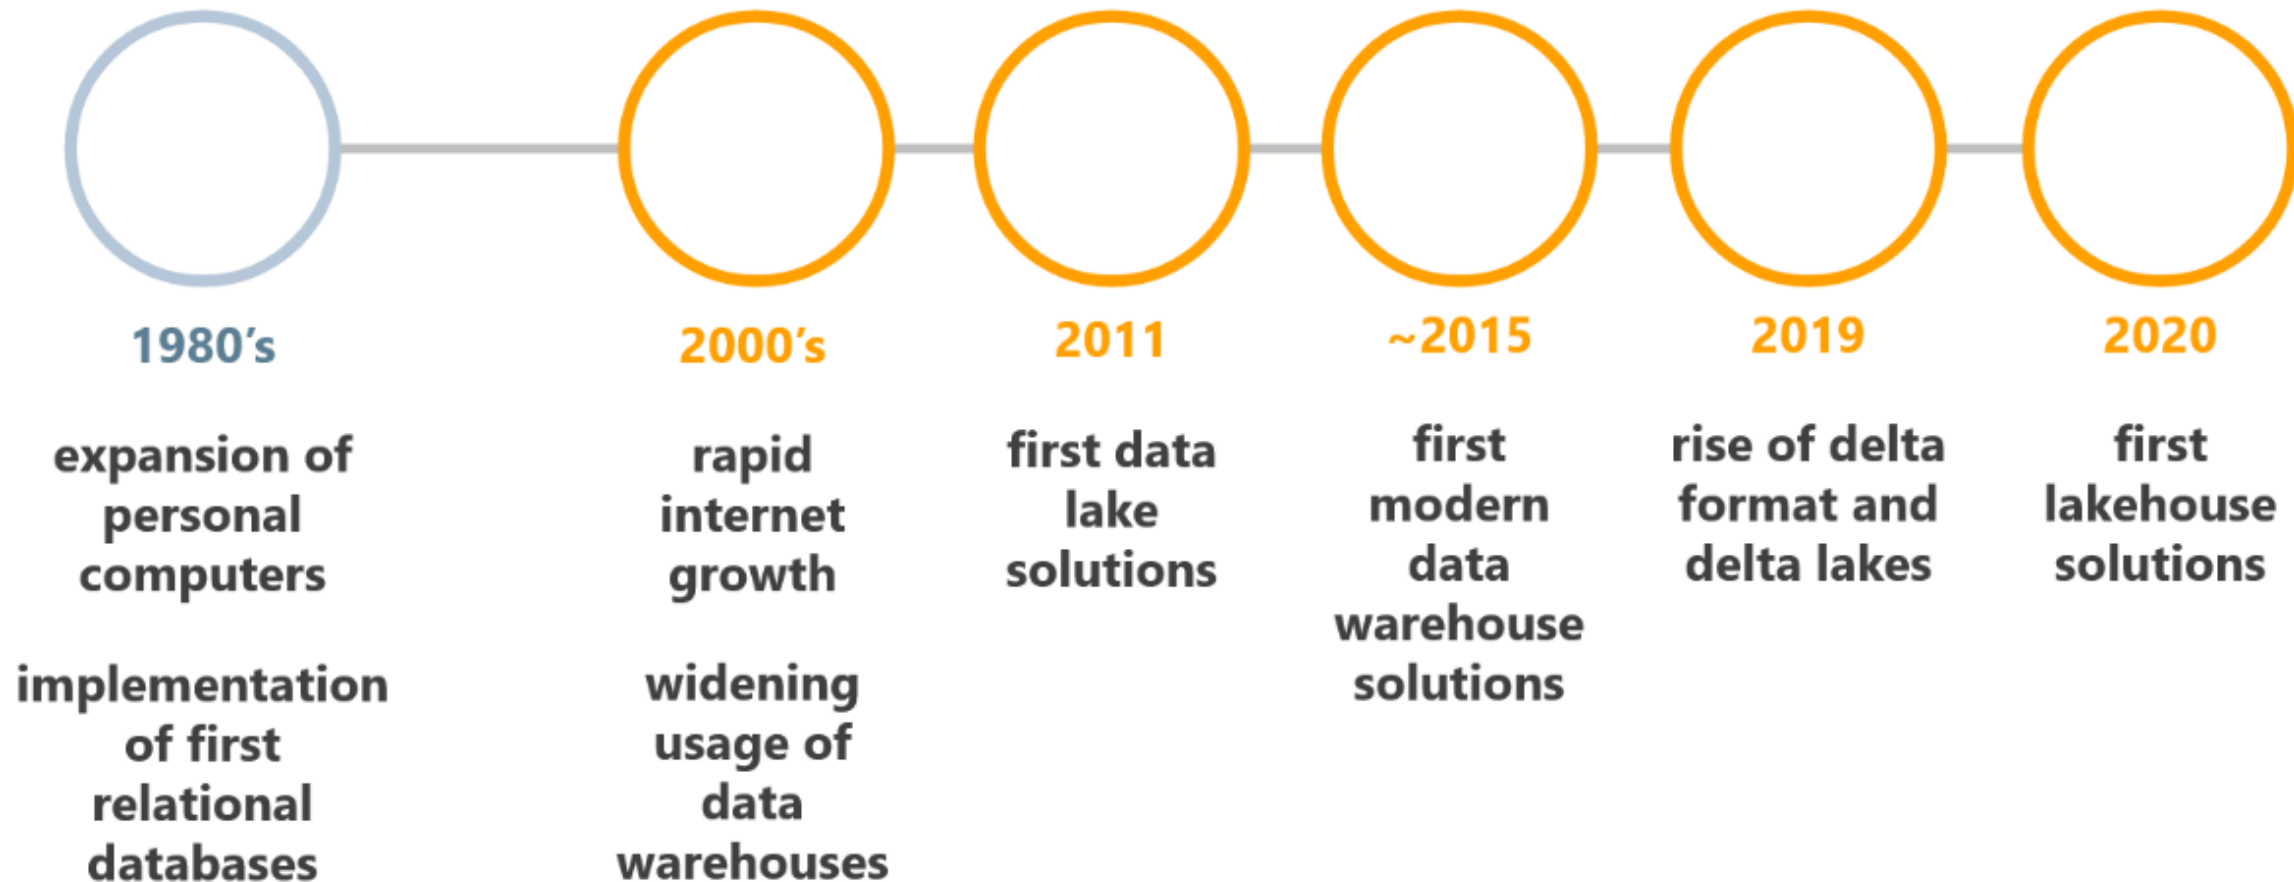 1980’s
expansion of
personal
computers
implementation
of first
relational
databases
2000’s
rapid
internet
growth
widening
usage of
data
warehouses
2011
first data
lake
solutions
~2015
first
modern
data
warehouse
solutions
2019
rise of delta
format and
delta lakes
2020
first
lakehouse
solutions